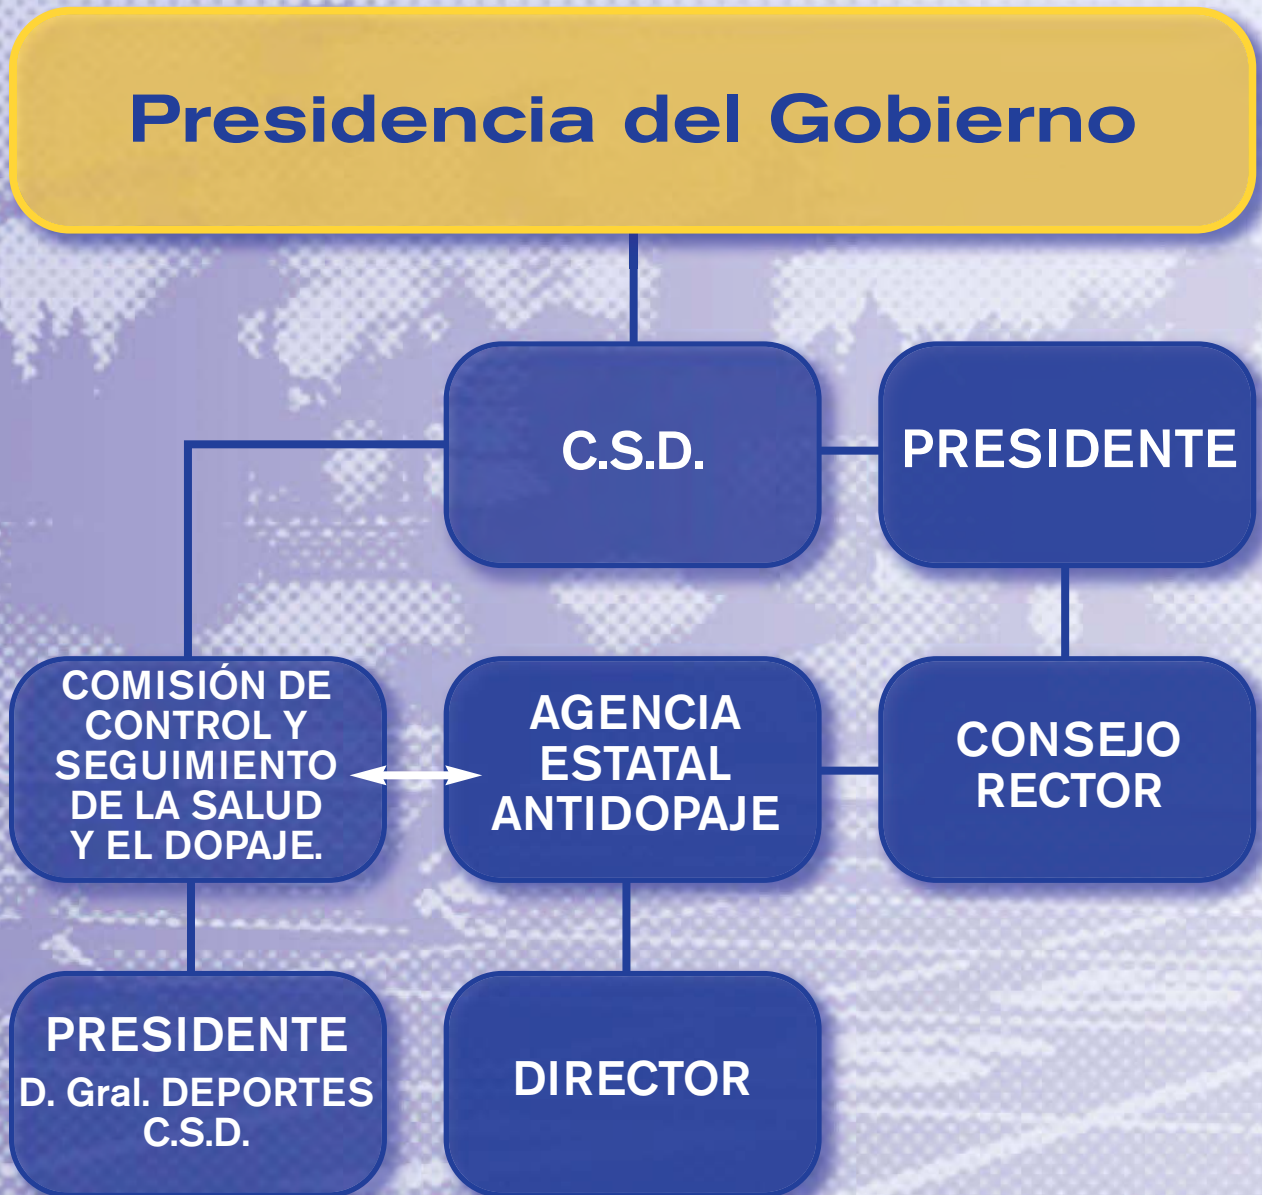 Presidencia del Gobierno
C.S.D.
PRESIDENTE
COMISIÓN DE
CONTROL Y
SEGUIMIENTO
DE LA SALUD
Y EL DOPAJE.
AGENCIA
ESTATAL
ANTIDOPAJE
CONSEJO
RECTOR
PRESIDENTE
D. Gral. DEPORTES
C.S.D.
DIRECTOR